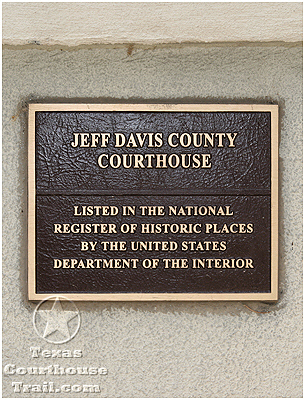 JEFF DAVIS COUNTY
COURTHOUSE
LISTED IN THE NATIONAL
REGISTER OF HISTORIC PLACES
BY THE UNITED STATES
DEPARTMENT OF THE INTERIOR
Texas
Courthouse
Trail.com